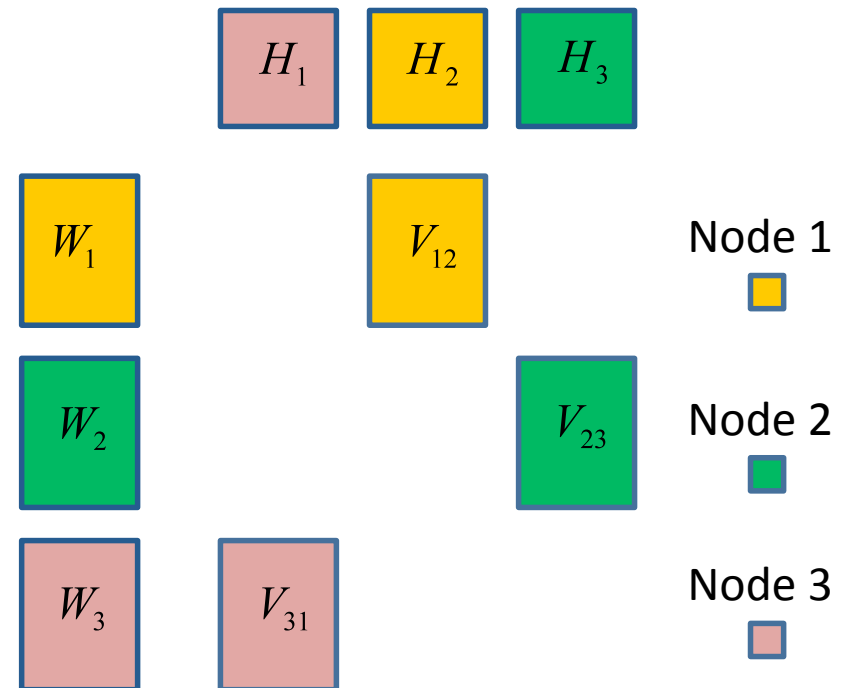 H₁ H₂ H₃
W₁ V₁₂ Node 1
W₂ V₂₃ Node 2
W₃ V₃₁ Node 3